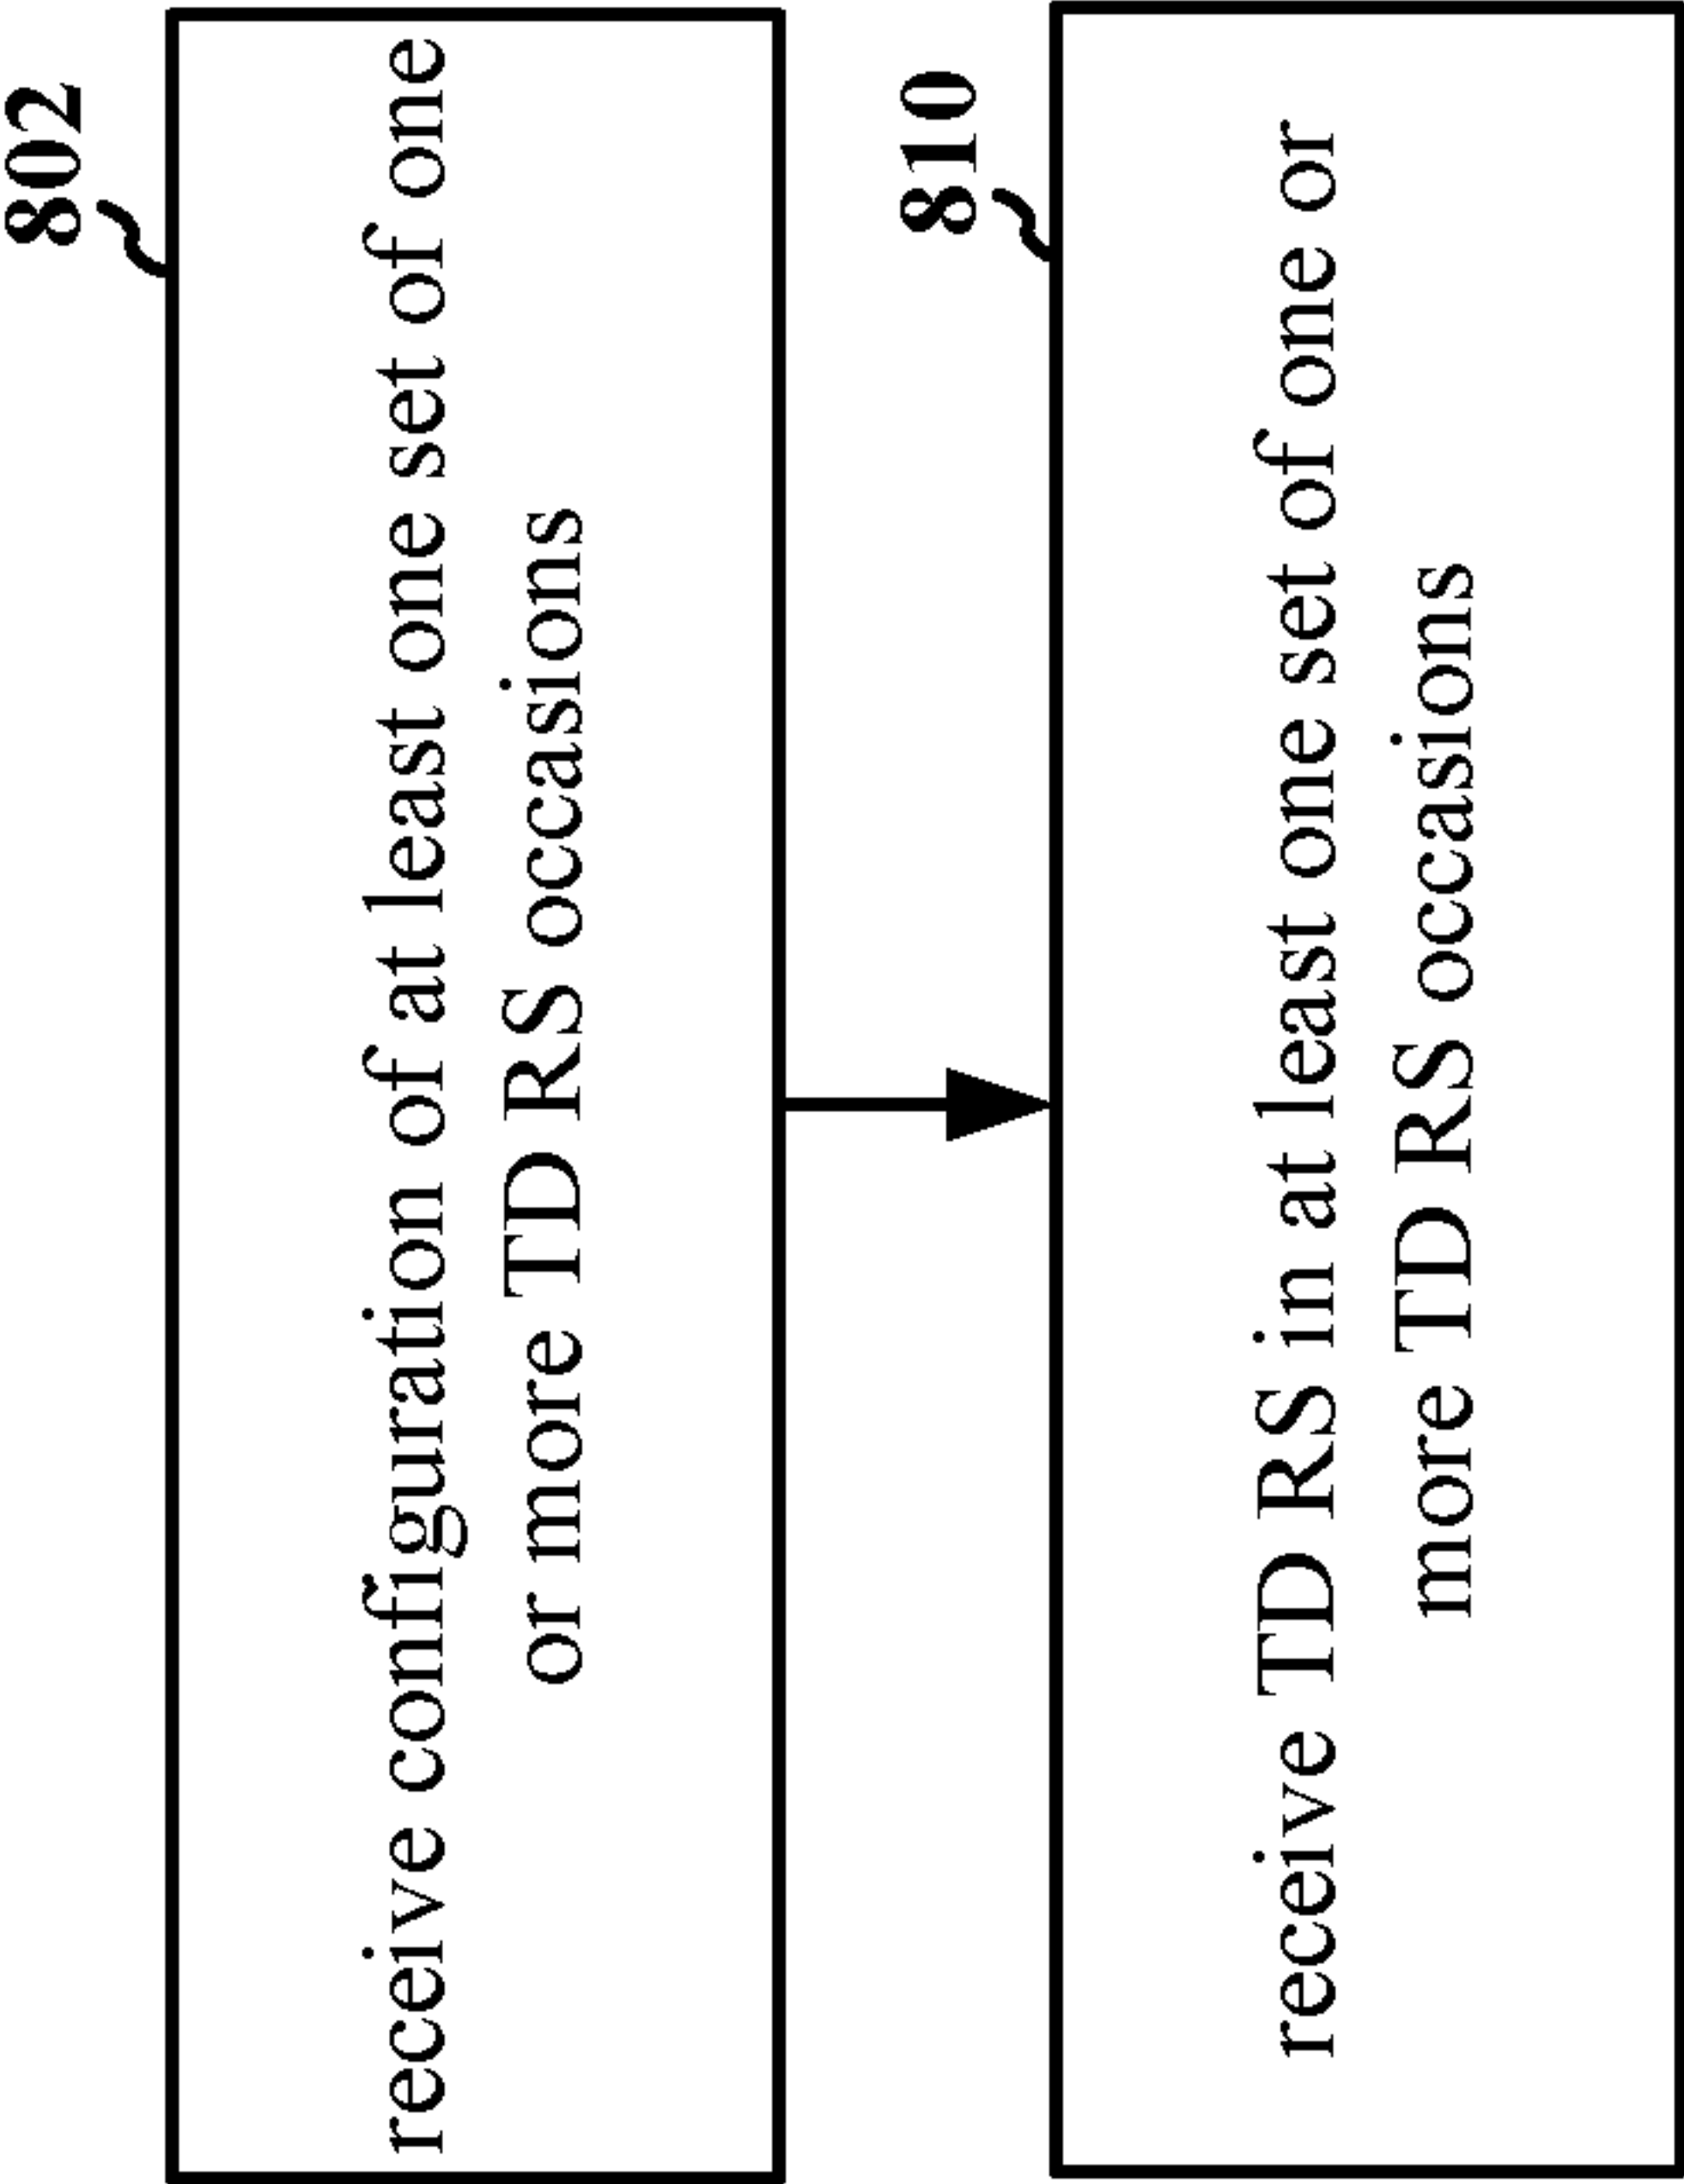 802
receive configuration of at least one set of one
or more TD RS occasions
810
receive TD RS in at least one set of one or
more TD RS occasions